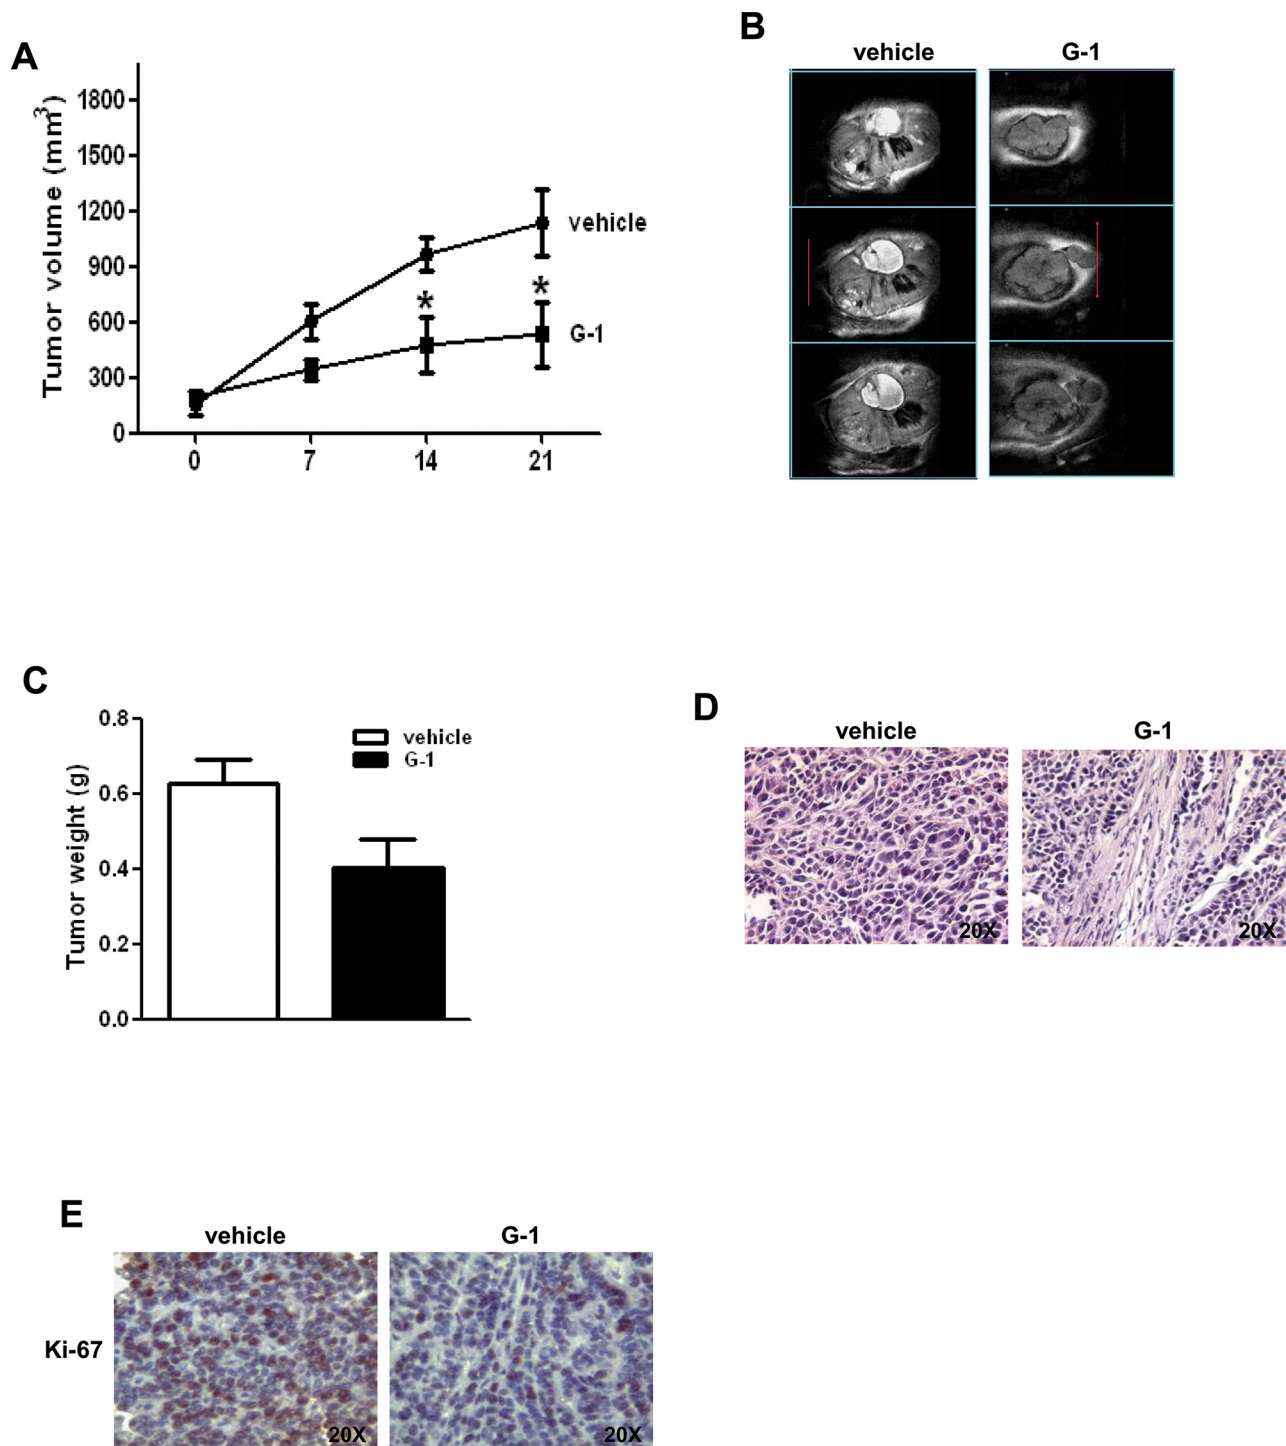 A
Tumor volume (mm³)
1800
1500
1200
900
600
300
0
vehicle
*
*
G-1
0 7 14 21
B
vehicle G-1
C
Tumor weight (g)
0.8
0.6
0.4
0.2
0.0
vehicle
G-1
D
vehicle G-1
20X 20X
E
vehicle G-1
Ki-67
20X 20X